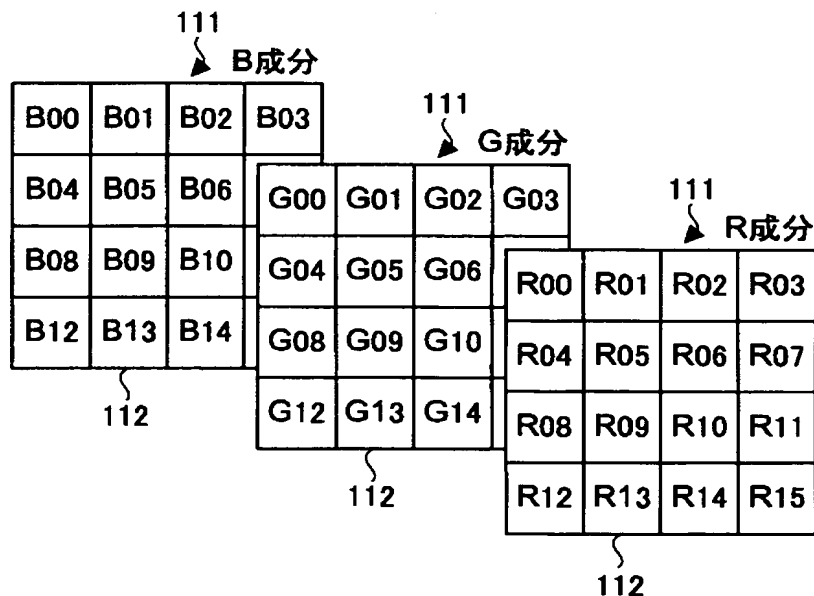 111
B成分
B00 B01 B02 B03
B04 B05 B06
B08 B09 B10
B12 B13 B14
112
111
G成分
G00 G01 G02 G03
G04 G05 G06
G08 G09 G10
G12 G13 G14
112
111
R成分
R00 R01 R02 R03
R04 R05 R06 R07
R08 R09 R10 R11
R12 R13 R14 R15
112